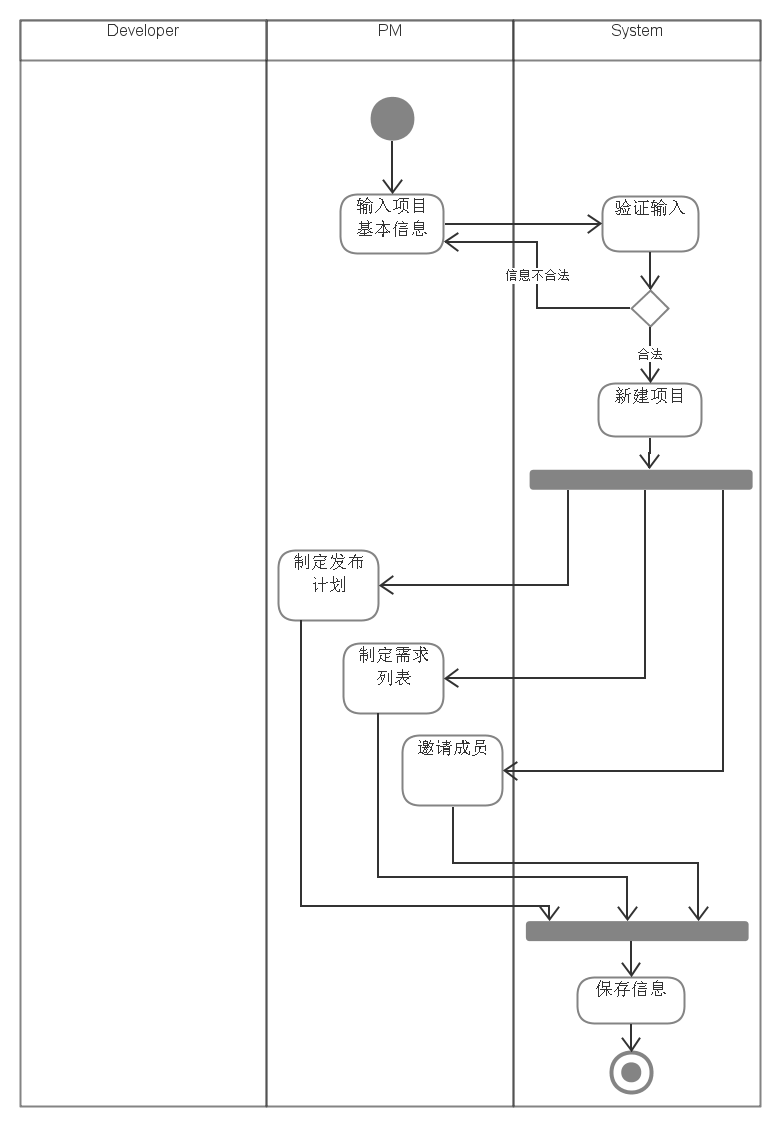 Developer
PM
System
输入项目
基本信息
验证输入
信息不合法
合法
新建项目
制定发布
计划
制定需求
列表
邀请成员
保存信息